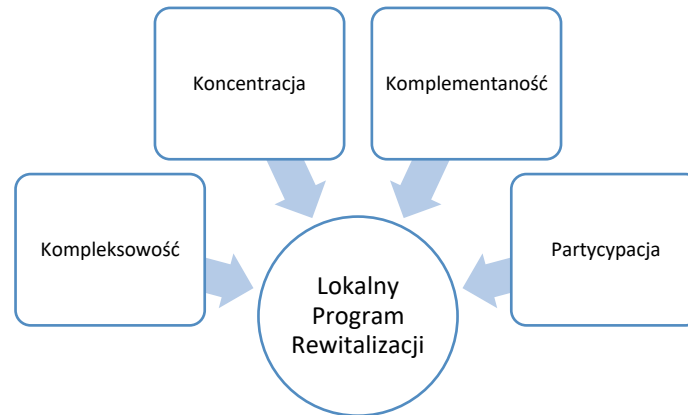 Koncentracja
Komplementaność
Kompleksowość
Partycypacja
Lokalny
Program
Rewitalizacji